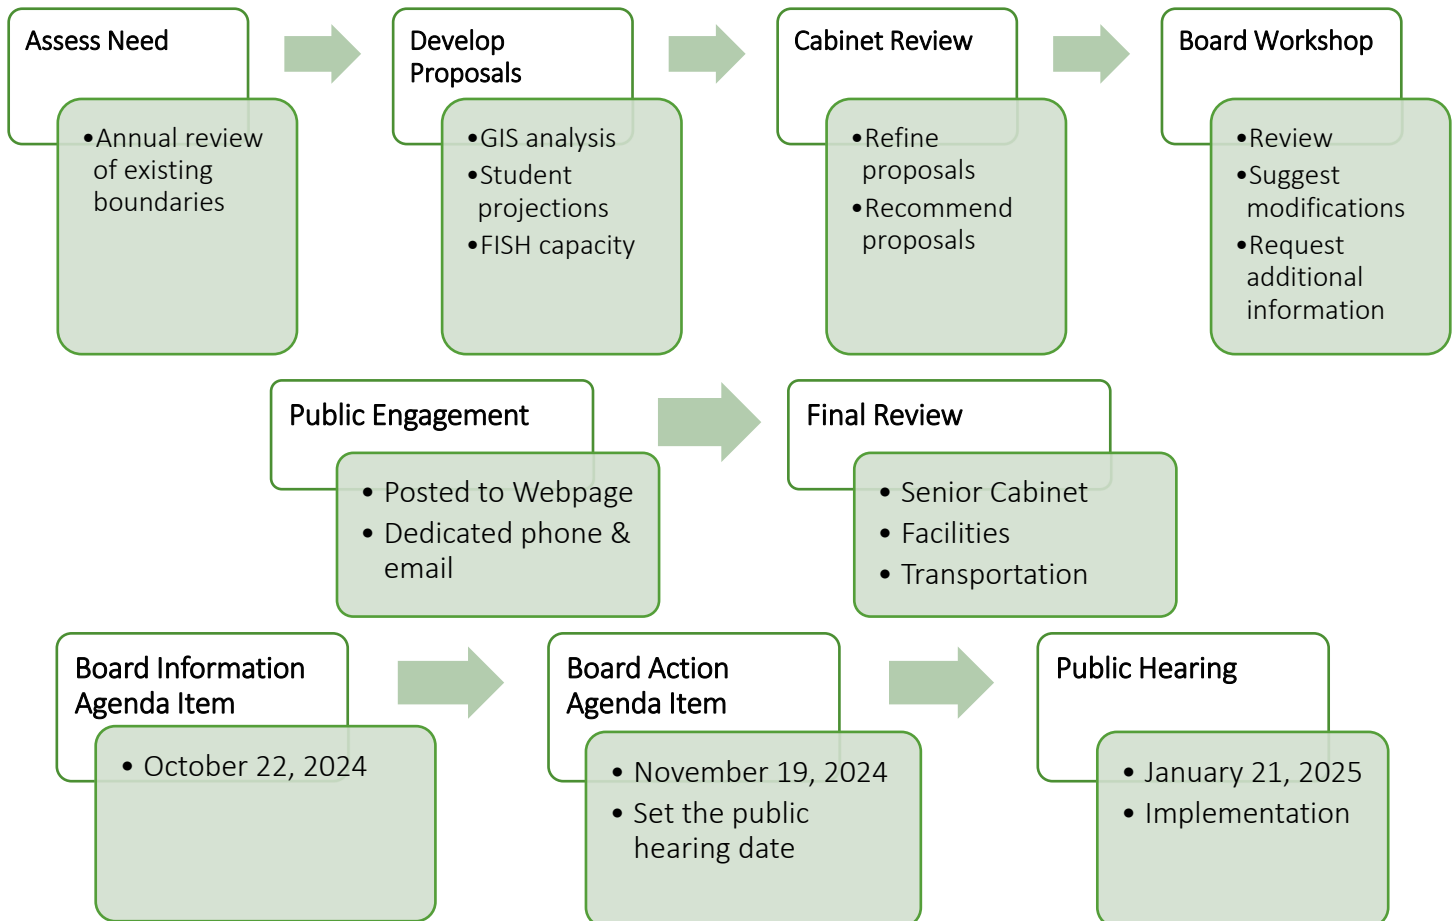 Assess Need
•Annual review
of existing
boundaries
Develop
Proposals
•GIS analysis
•Student
projections
•FISH capacity
Cabinet Review
•Refine
proposals
•Recommend
proposals
Board Workshop
•Review
•Suggest
modifications
•Request
additional
information
Public Engagement
• Posted to Webpage
• Dedicated phone &
email
Final Review
• Senior Cabinet
• Facilities
• Transportation
Board Information
Agenda Item
• October 22, 2024
Board Action
Agenda Item
• November 19, 2024
• Set the public
hearing date
Public Hearing
• January 21, 2025
• Implementation